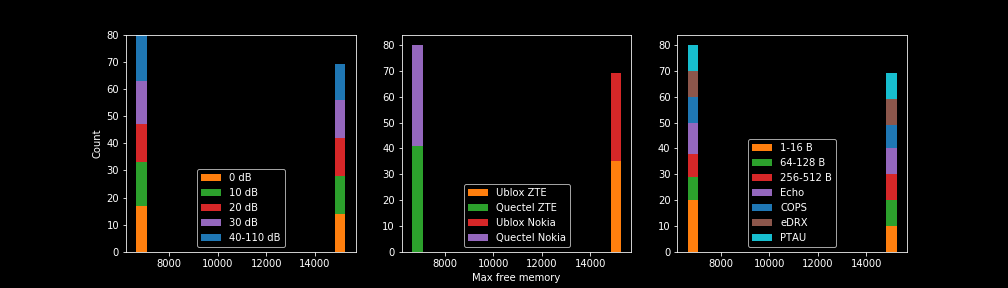 80
70
60
50
40
30
20
10
0
Count
8000 10000 12000 14000
0 dB
10 dB
20 dB
30 dB
40-110 dB
80
70
60
50
40
30
20
10
0
8000 10000 12000 14000
Max free memory
Ublox ZTE
Quectel ZTE
Ublox Nokia
Quectel Nokia
80
70
60
50
40
30
20
10
0
8000 10000 12000 14000
1-16 B
64-128 B
256-512 B
Echo
COPS
eDRX
PTAU